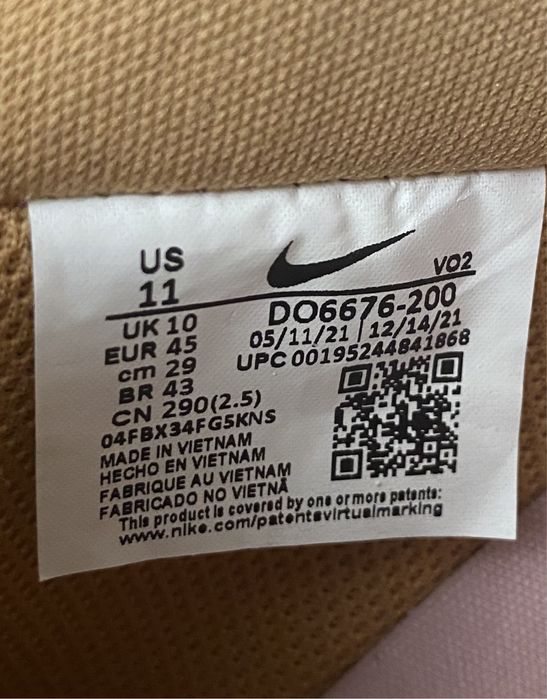 US
11
VO2
UK 10
EUR 45
cm 29
BR 43
CN 290(2.5)
04FBX34FG5KNS
MADE IN VIETNAM
HECHO EN VIETNAM
FABRIQUE AU VIETNAM
FABRICADO NO VIETNÃ
DO6676-200
05/11/21 | 12/14/21
UPC 00195244841868
This product is covered by one or more patents:
www.nike.com/patentsvirtualmarking